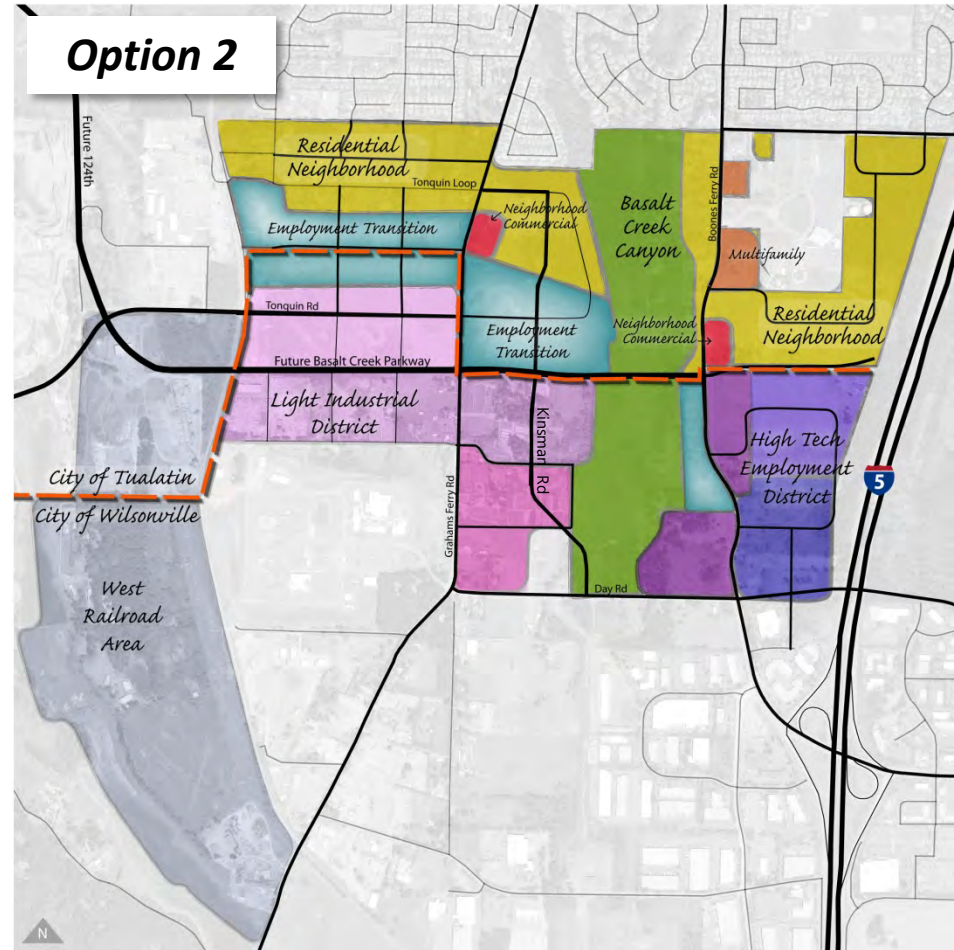 Option 2
Future 124th
Residential
Neighborhood
Tonquin Loop
Neighborhood
Commercial
Employment Transition
Basalt
Creek
Canyon
Boones Ferry Rd
Multifamily
Tonquin Rd
Employment
Transition
Neighborhood
Commercial
Residential
Neighborhood
Future Basalt Creek Parkway
Light Industrial
District
Kinsman Rd
High Tech
Employment
District
City of Tualatin
City of Wilsonville
5
Grahams Ferry Rd
West
Railroad
Area
Day Rd
N